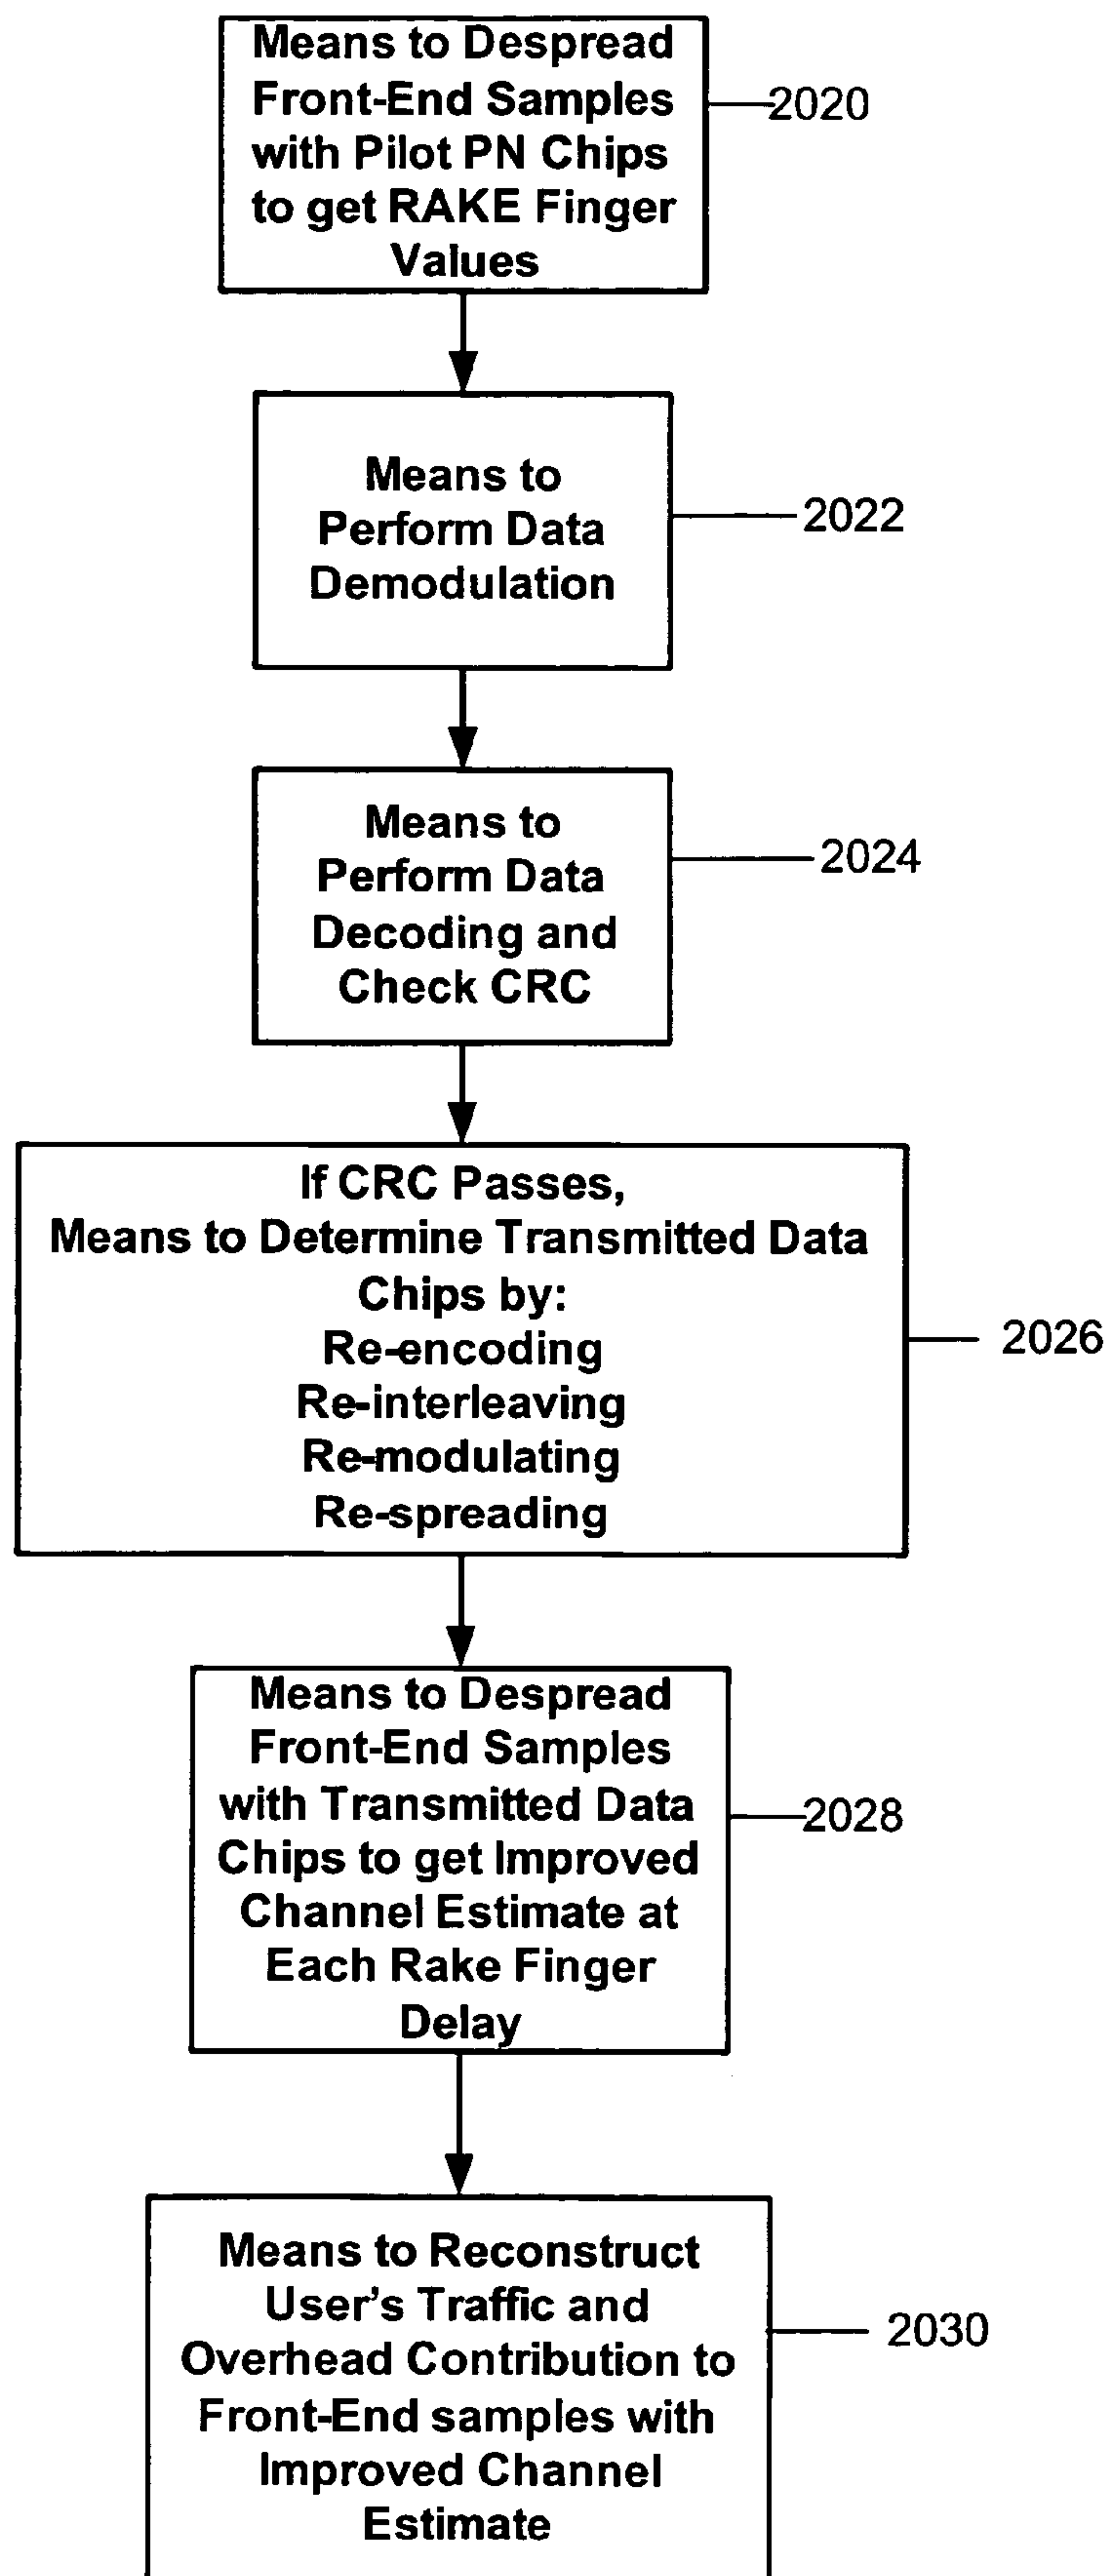 Means to Despread
Front-End Samples
with Pilot PN Chips
to get RAKE Finger
Values
2020
Means to
Perform Data
Demodulation
2022
Means to
Perform Data
Decoding and
Check CRC
2024
If CRC Passes,
Means to Determine Transmitted Data
Chips by:
Re-encoding
Re-interleaving
Re-modulating
Re-spreading
2026
Means to Despread
Front-End Samples
with Transmitted Data
Chips to get Improved
Channel Estimate at
Each Rake Finger
Delay
2028
Means to Reconstruct
User's Traffic and
Overhead Contribution to
Front-End samples with
Improved Channel
Estimate
2030